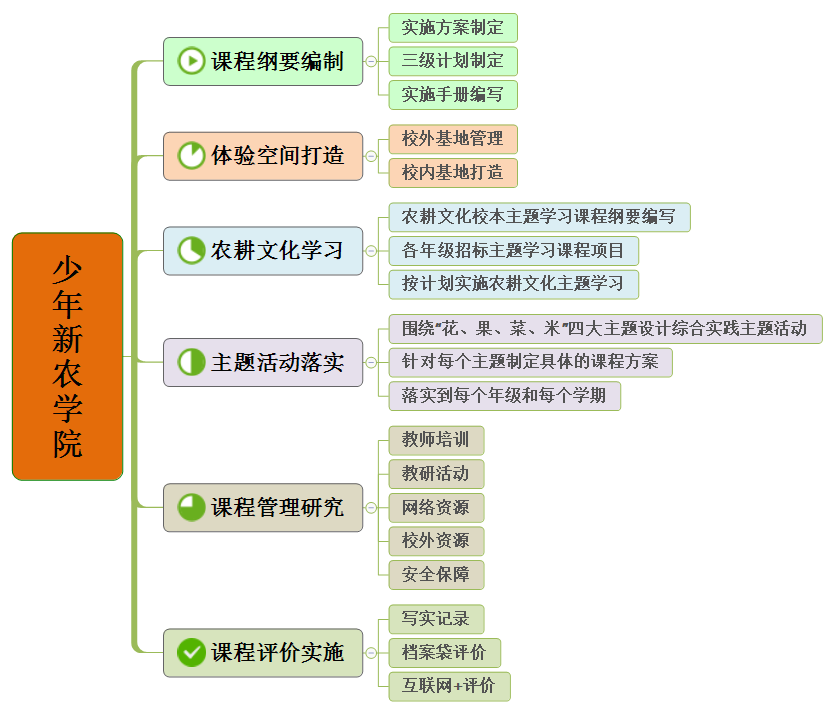 少年新农学院
课程纲要编制
实施方案制定
三级计划制定
实施手册编写
体验空间打造
校外基地管理
校内基地打造
农耕文化学习
农耕文化校本主题学习课程纲要编写
各年级招标主题学习课程项目
按计划实施农耕文化主题学习
主题活动落实
围绕"花、果、菜、米"四大主题设计综合实践主题活动
针对每个主题制定具体的课程方案
落实到每个年级和每个学期
课程管理研究
教师培训
教研活动
网络资源
校外资源
安全保障
课程评价实施
写实记录
档案袋评价
互联网+评价